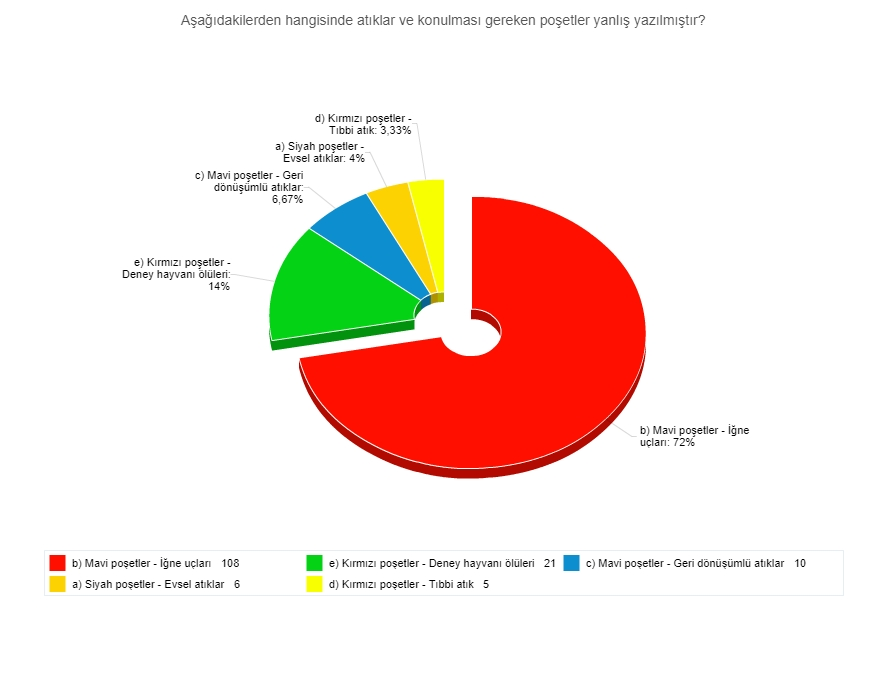 Aşağıdakilerden hangisinde atıklar ve konulması gereken poşetler yanlış yazılmıştır?
d) Kırmızı poşetler -
Tıbbi atık: 3,33%
a) Siyah poşetler -
Evsel atıklar: 4%
c) Mavi poşetler - Geri
dönüşümlü atıklar:
6,67%
e) Kırmızı poşetler -
Deney hayvanı ölüleri:
14%
b) Mavi poşetler - İğne
uçları: 72%
b) Mavi poşetler - İğne uçları 108
e) Kırmızı poşetler - Deney hayvanı ölüleri 21
c) Mavi poşetler - Geri dönüşümlü atıklar 10
a) Siyah poşetler - Evsel atıklar 6
d) Kırmızı poşetler - Tıbbi atık 5